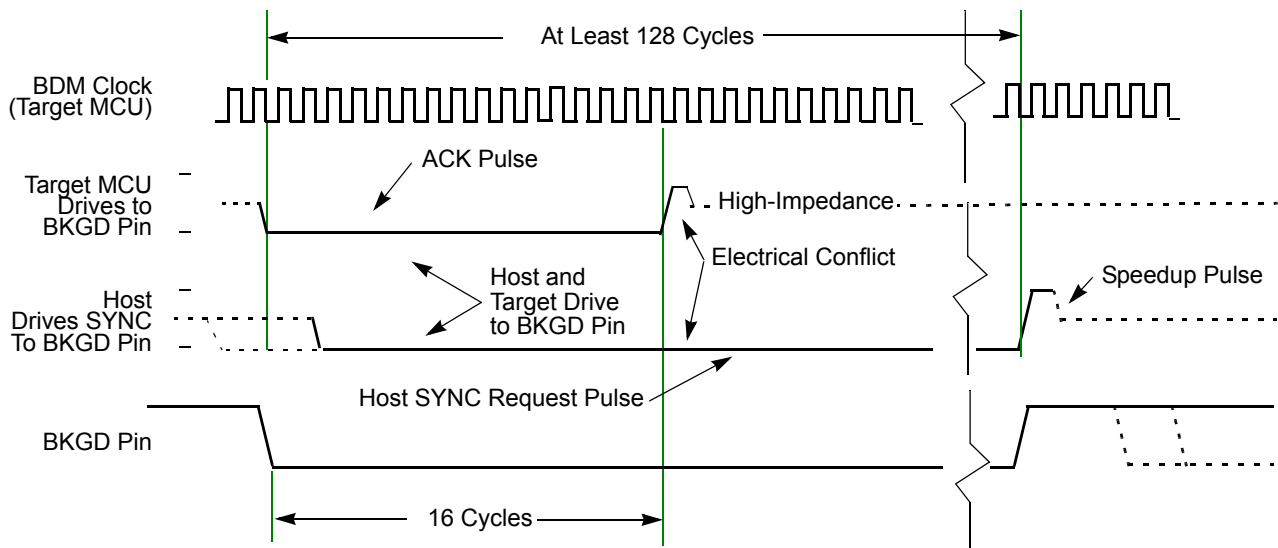 At Least 128 Cycles
BDM Clock
(Target MCU)
ACK Pulse
Target MCU
Drives to
BKGD Pin
High-Impedance
Electrical Conflict
Host and
Target Drive
to BKGD Pin
Speedup Pulse
Host
Drives SYNC
To BKGD Pin
Host SYNC Request Pulse
BKGD Pin
16 Cycles